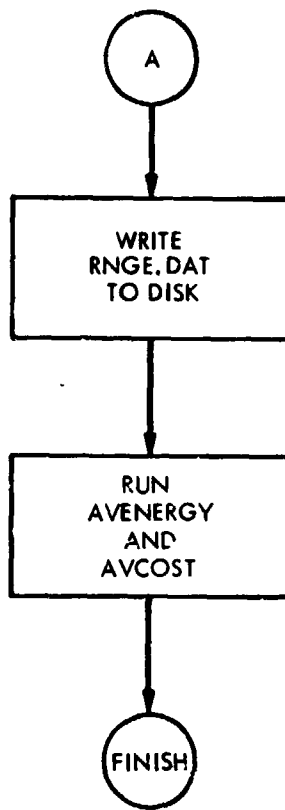 A
WRITE
RNGE.DAT
TO DISK
RUN
AVENERGY
AND
AVCOST
FINISH